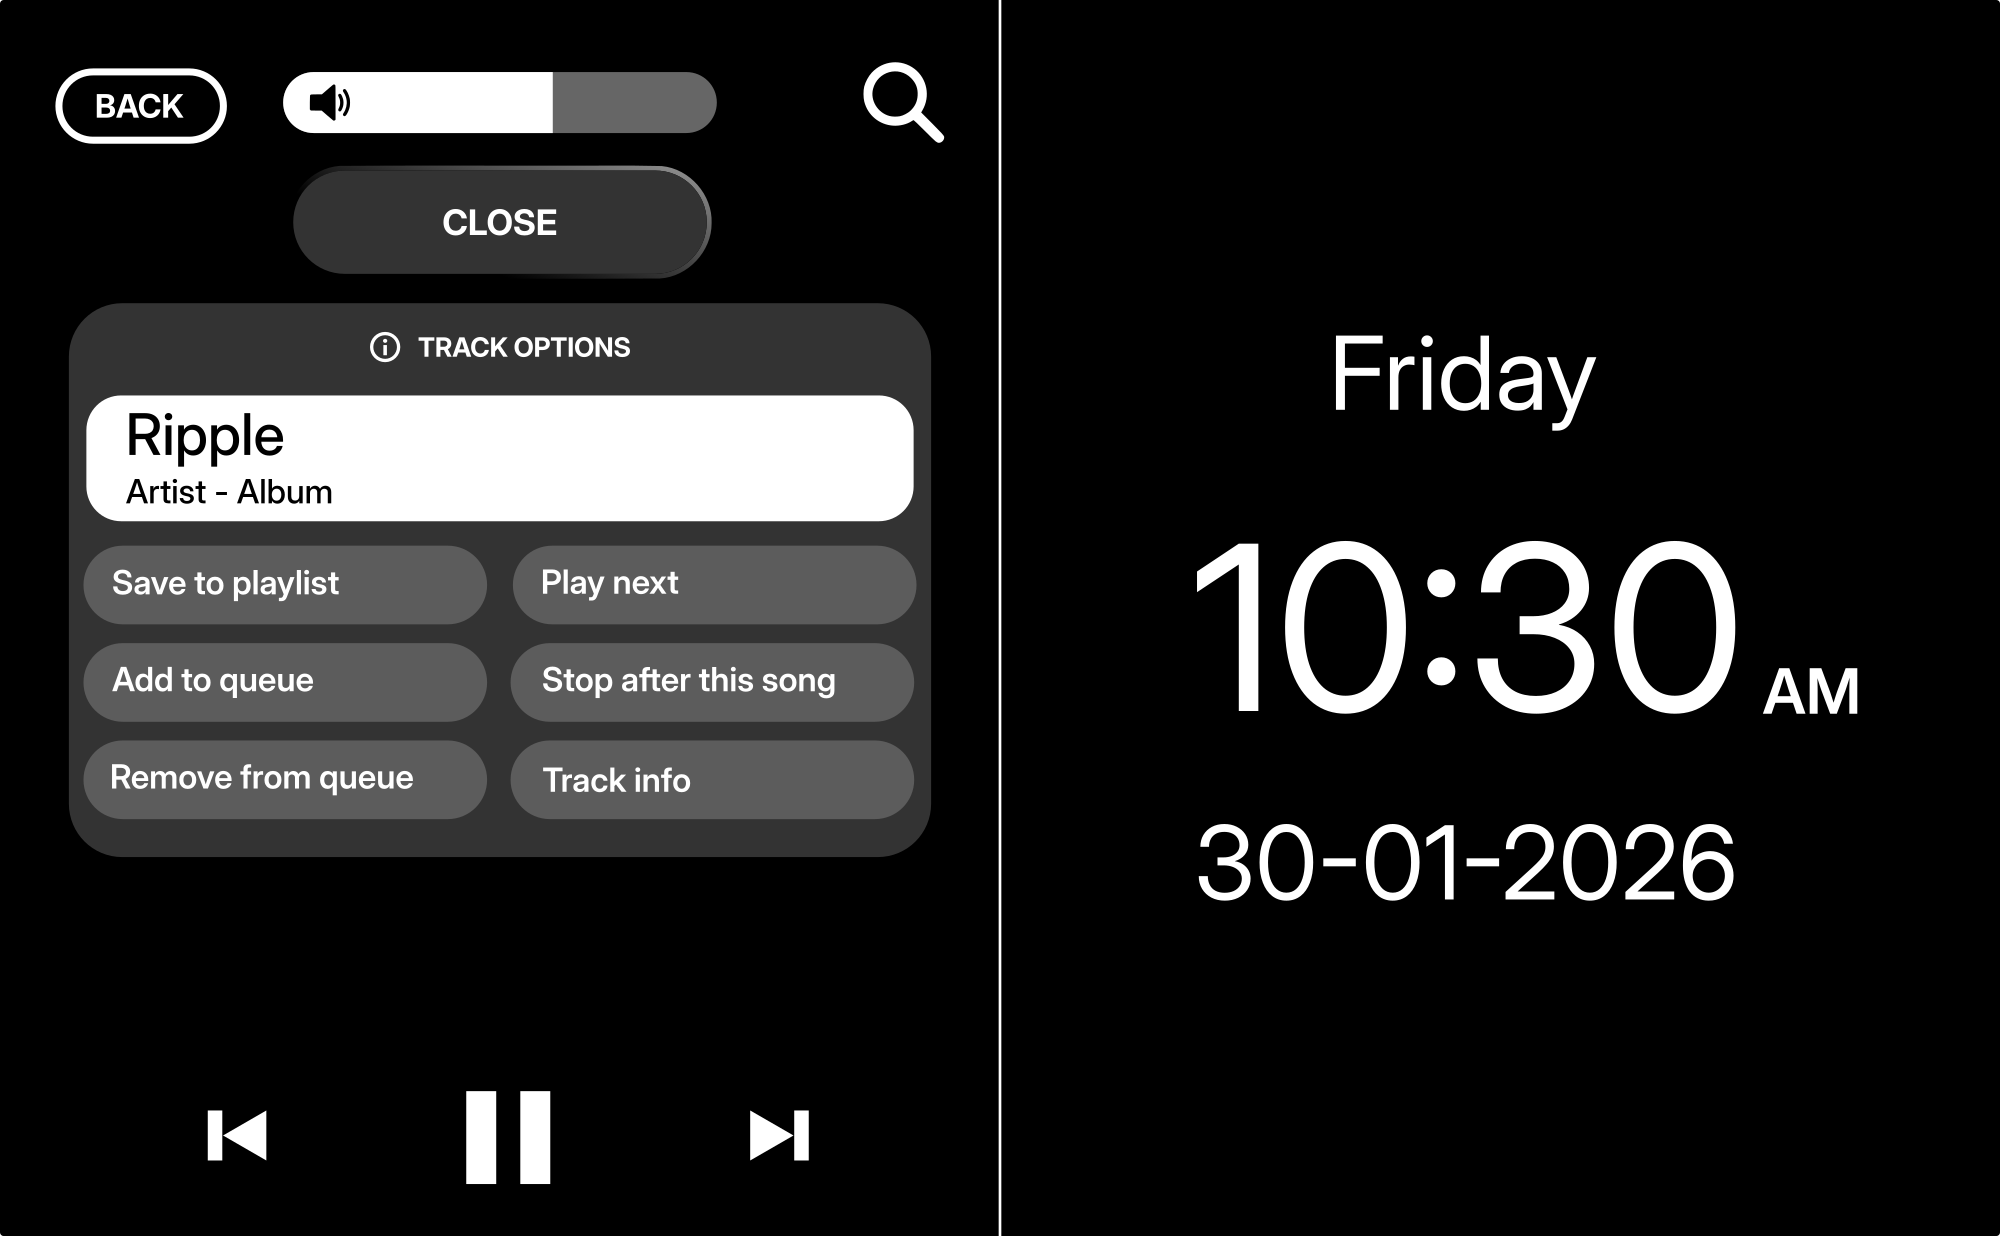 BACK
CLOSE
TRACK OPTIONS
Ripple
Artist - Album
Save to playlist
Play next
Add to queue
Stop after this song
Remove from queue
Track info
Friday
10:30 AM
30-01-2026